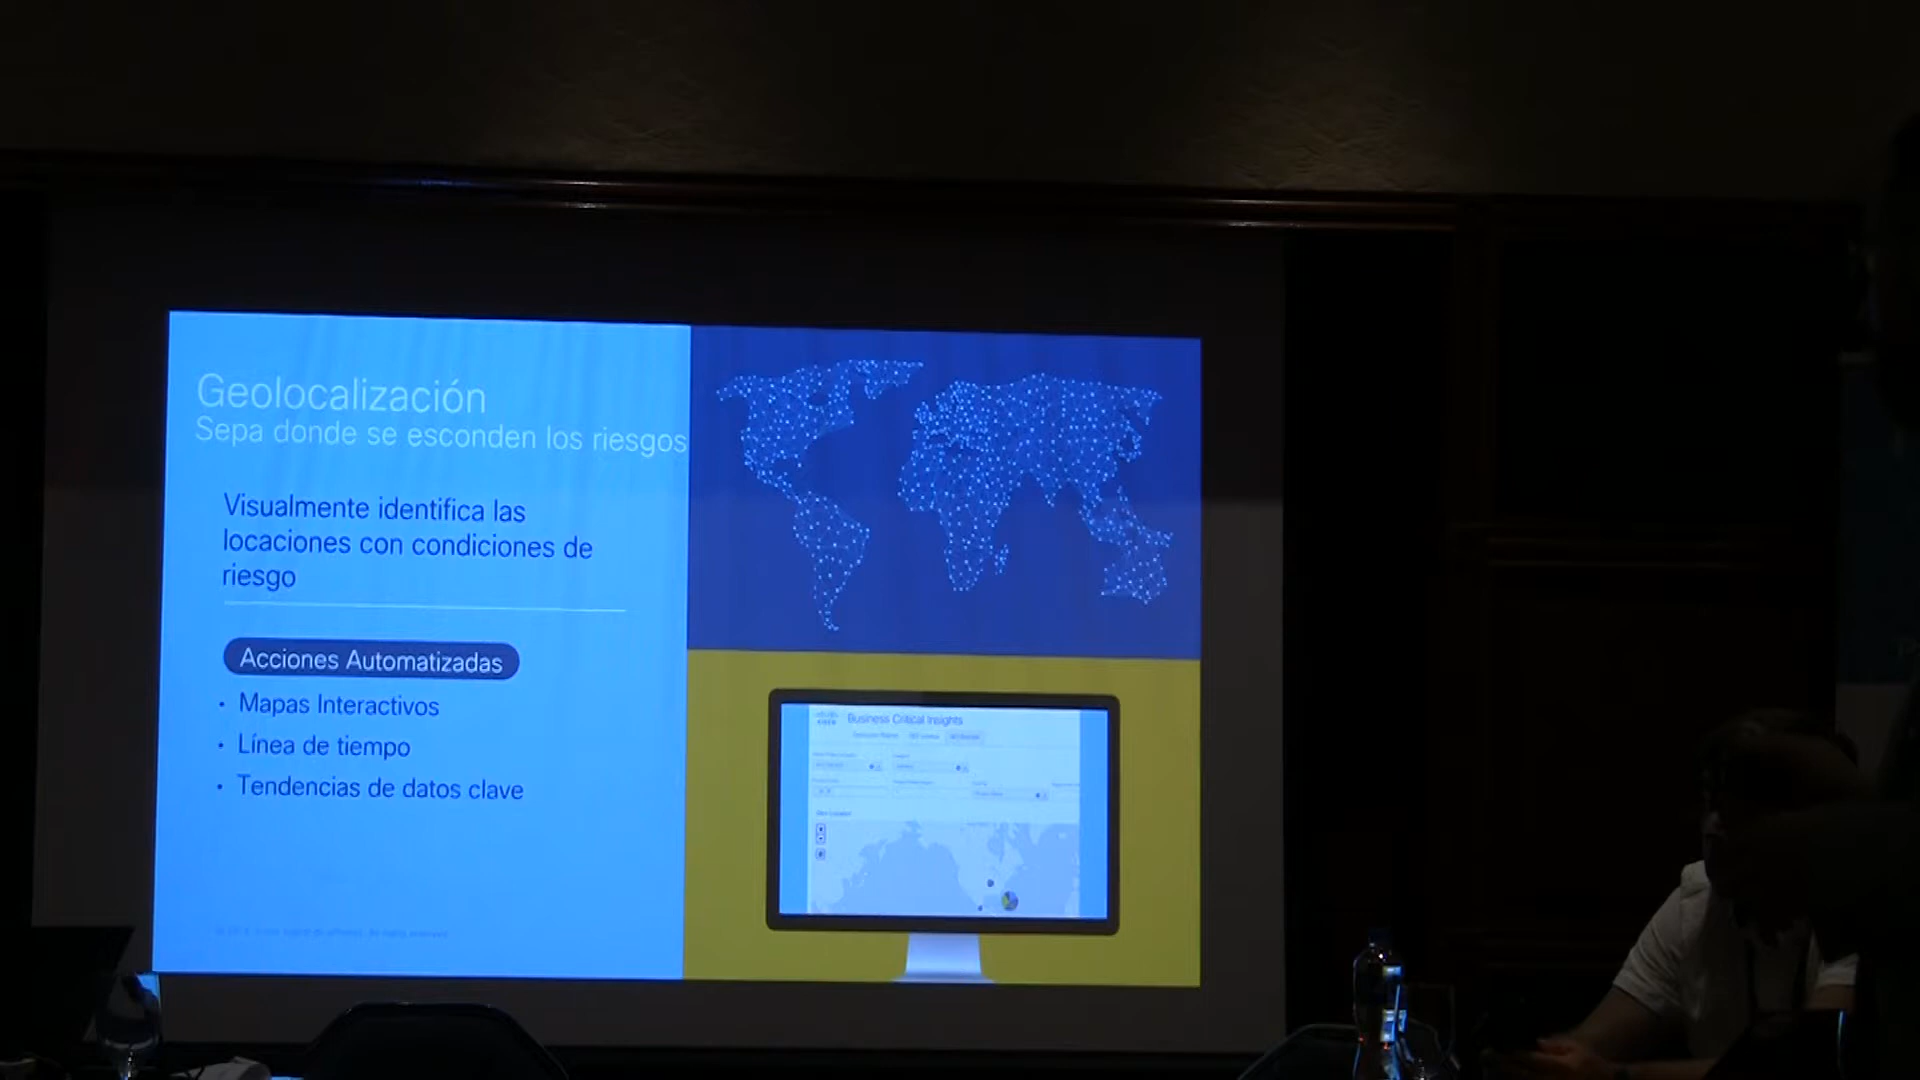 Geolocalización
Sepa donde se esconden los riesgos
Visualmente identifica las
locaciones con condiciones de
riesgo
Acciones Automatizadas
• Mapas Interactivos
• Línea de tiempo
• Tendencias de datos clave
Business Critical Insights